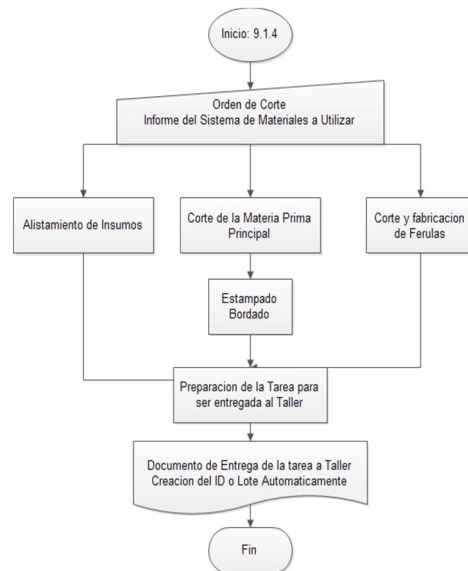 Inicio: 9.1.4
Orden de Corte
Informe del Sistema de Materiales a Utilizar
Alistamiento de Insumos
Corte de la Materia Prima
Principal
Corte y fabricacion
de Ferulas
Estampado
Bordado
Preparacion de la Tarea para
ser entregada al Taller
Documento de Entrega de la tarea a Taller
Creacion del ID o Lote Automaticamente
Fin